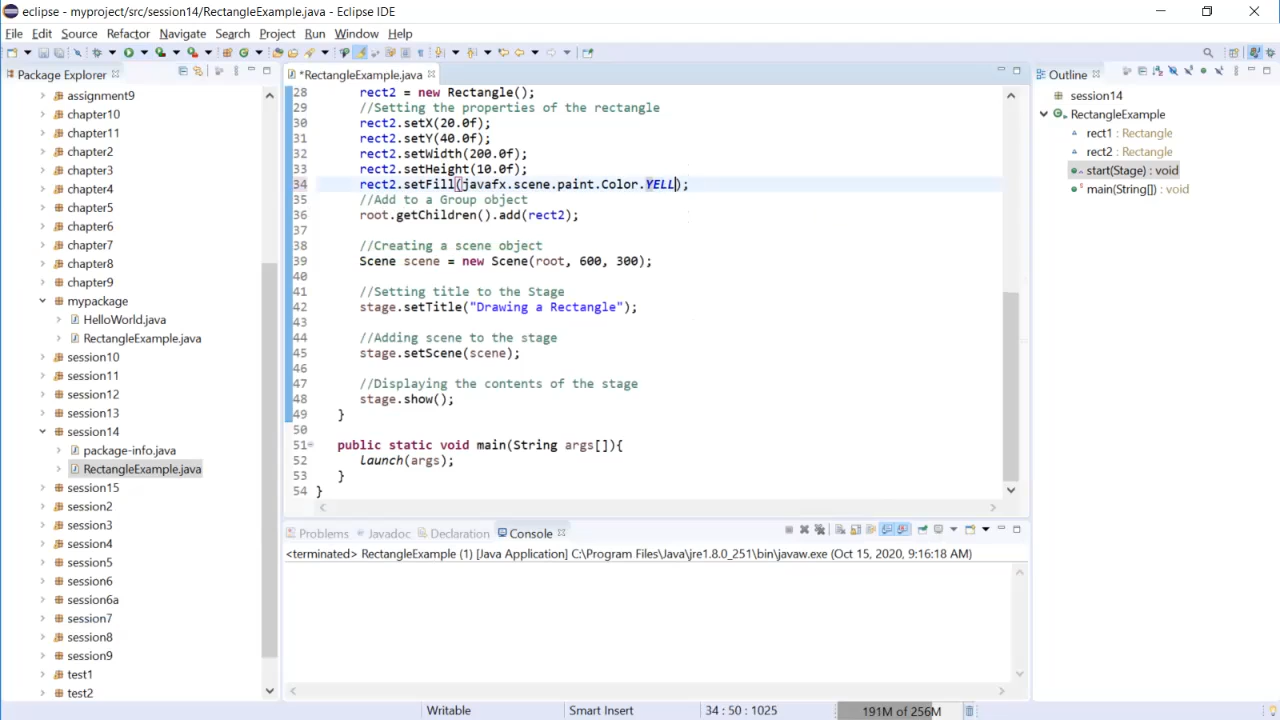 eclipse - myproject/src/session14/RectangleExample.java - Eclipse IDE
File Edit Source Refactor Navigate Search Project Run Window Help
Package Explorer
assignment9
chapter10
chapter11
chapter2
chapter3
chapter4
chapter5
chapter6
chapter7
chapter8
chapter9
mypackage
HelloWorld.java
RectangleExample.java
session10
session11
session12
session13
session14
package-info.java
RectangleExample.java
session15
session2
session3
session4
session5
session6
session6a
session7
session8
session9
test1
test2
*RectangleExample.java
28 rect2 = new Rectangle();
29 //Setting the properties of the rectangle
30 rect2.setX(20.0f);
31 rect2.setY(40.0f);
32 rect2.setWidth(200.0f);
33 rect2.setHeight(10.0f);
34 rect2.setFill(javafx.scene.paint.Color.YELL);
35 //Add to a Group object
36 root.getChildren().add(rect2);
37
38 //Creating a scene object
39 Scene scene = new Scene(root, 600, 300);
40
41 //Setting title to the Stage
42 stage.setTitle("Drawing a Rectangle");
43
44 //Adding scene to the stage
45 stage.setScene(scene);
46
47 //Displaying the contents of the stage
48 stage.show();
49 }
50
51 public static void main(String args[]){
52 launch(args);
53 }
54 }
Problems Javadoc Declaration Console
<terminated> RectangleExample (1) [Java Application] C:\Program Files\Java\jre1.8.0_251\bin\javaw.exe (Oct 15, 2020, 9:16:18 AM)
Outline
session14
RectangleExample
rect1 : Rectangle
rect2 : Rectangle
start(Stage) : void
main(String[]) : void
Writable Smart Insert 34 : 50 : 1025 191M of 256M